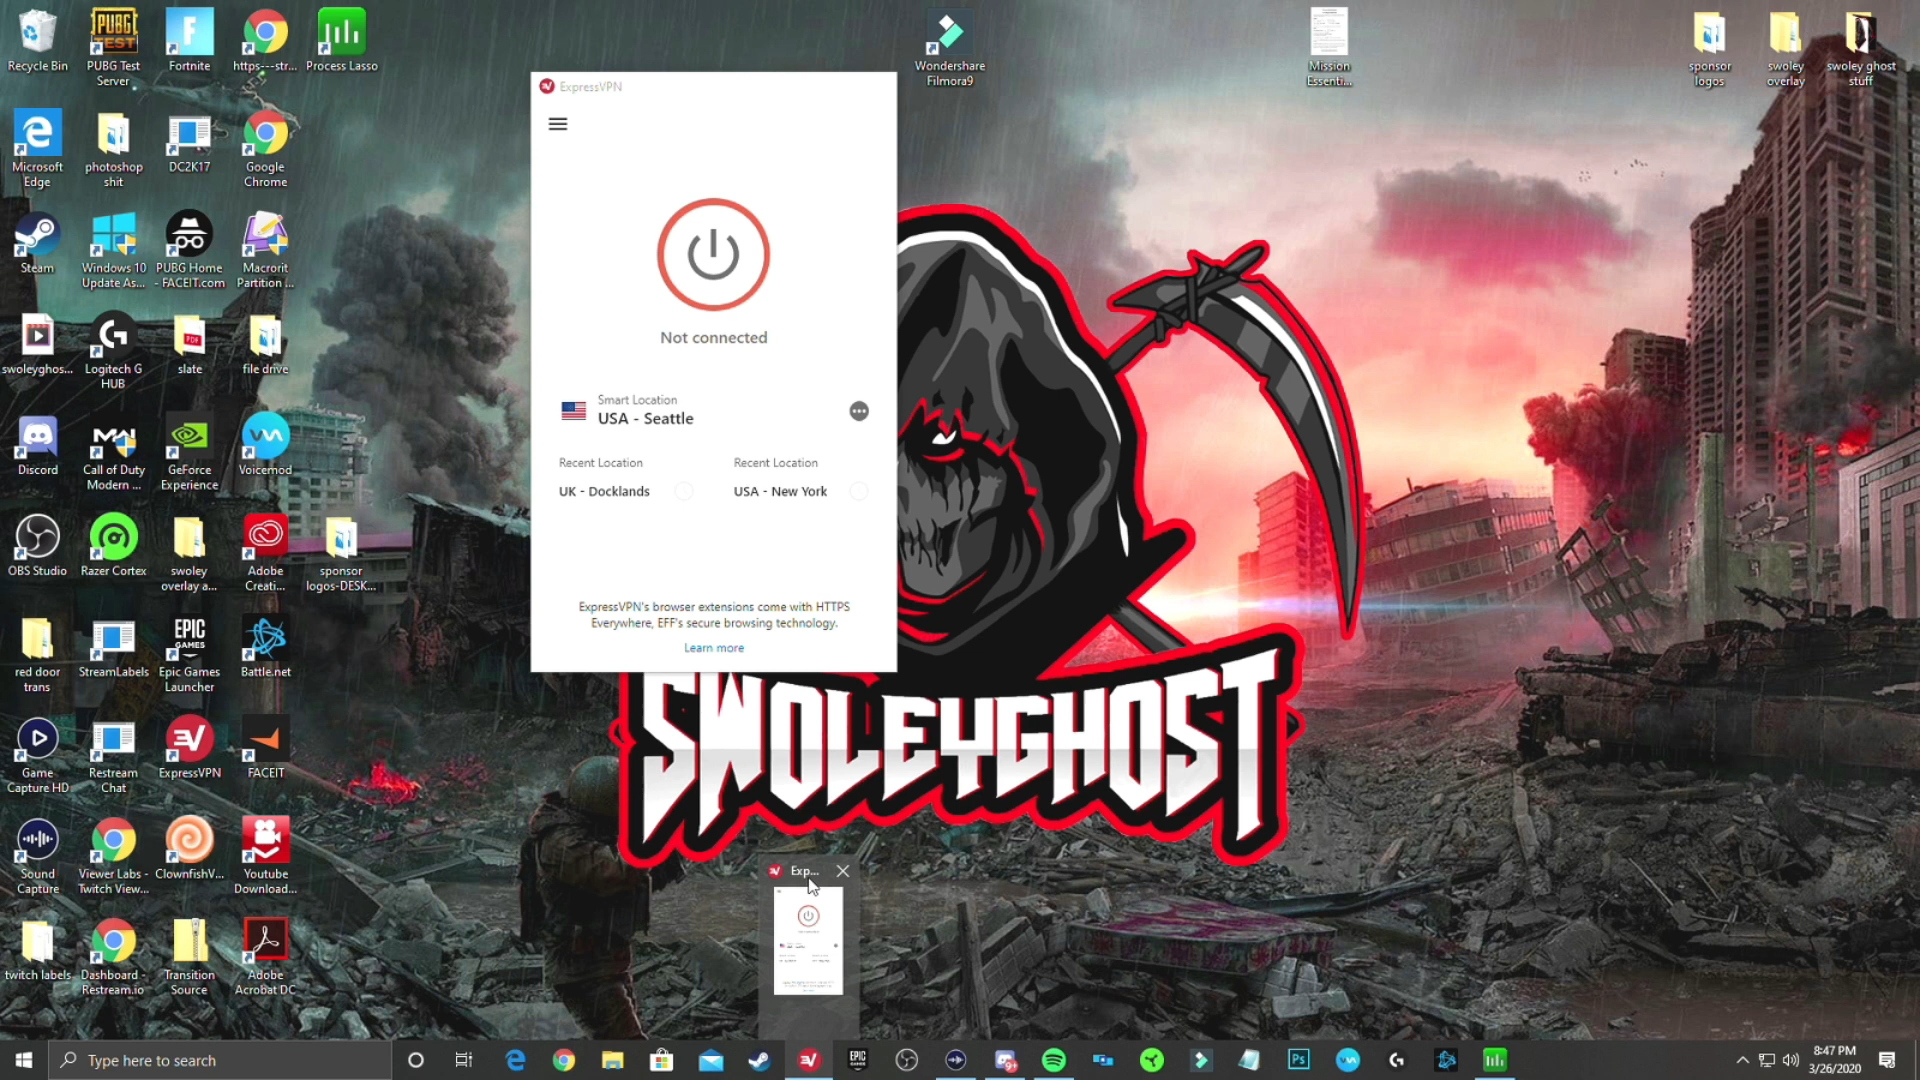 Recycle Bin
PUBG Test
Server
Fortnite
https---str...
Process Lasso
Wondershare
Filmora9
Mission
Essenti...
sponsor
logos
swoley
overlay
swoley ghost
stuff
Microsoft
Edge
photoshop
shit
DC2K17
Google
Chrome
Steam
Windows 10
Update As...
PUBG Home
- FACEIT.com
Macrorit
Partition ...
swoleyghos...
Logitech G
HUB
slate
file drive
Discord
Call of Duty
Modern ...
GeForce
Experience
Voicemod
OBS Studio
Razer Cortex
swoley
overlay a...
Adobe
Creati...
sponsor
logos-DESK...
red door
trans
StreamLabels
Epic Games
Launcher
Battle.net
Game
Capture HD
Restream
Chat
ExpressVPN
FACEIT
Sound
Capture
Viewer Labs -
Twitch View...
ClownfishV...
Youtube
Download...
twitch labels
Dashboard -
Restream.io
Transition
Source
Adobe
Acrobat DC
ExpressVPN
Not connected
Smart Location
USA - Seattle
Recent Location
UK - Docklands
Recent Location
USA - New York
ExpressVPN's browser extensions come with HTTPS
Everywhere, EFF's secure browsing technology.
Learn more
SWOLEYGHOST
Exp...
Type here to search
8:47 PM
3/26/2020